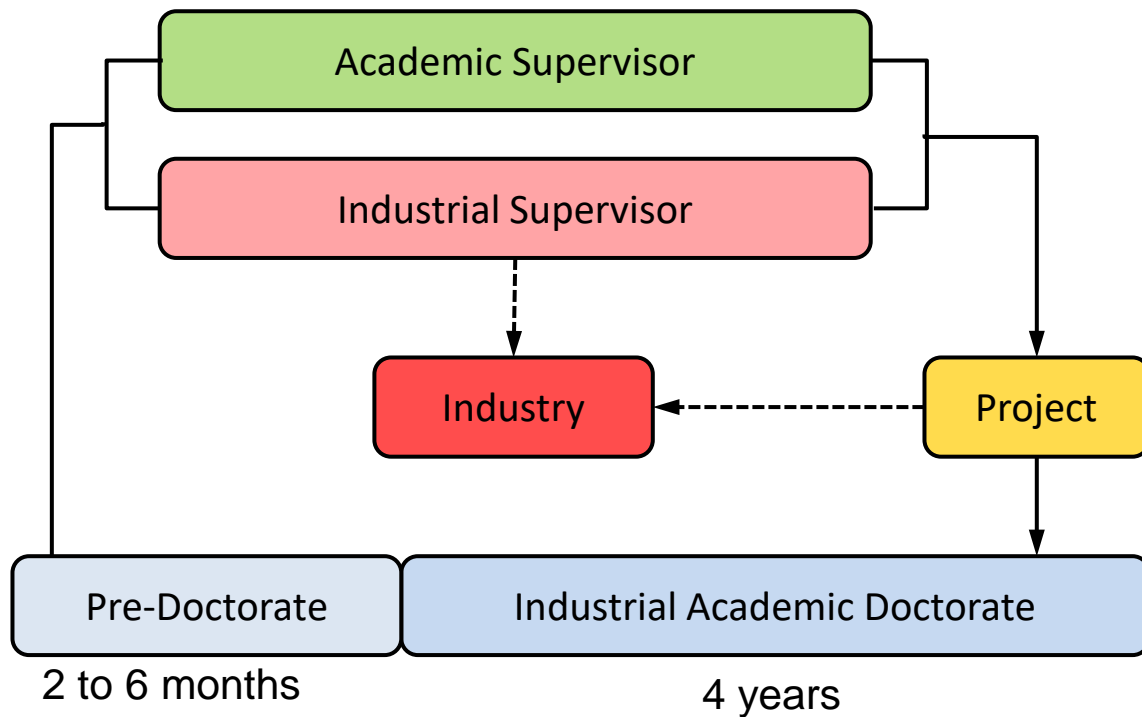 Academic Supervisor
Industrial Supervisor
Industry
Project
Pre-Doctorate
Industrial Academic Doctorate
2 to 6 months
4 years